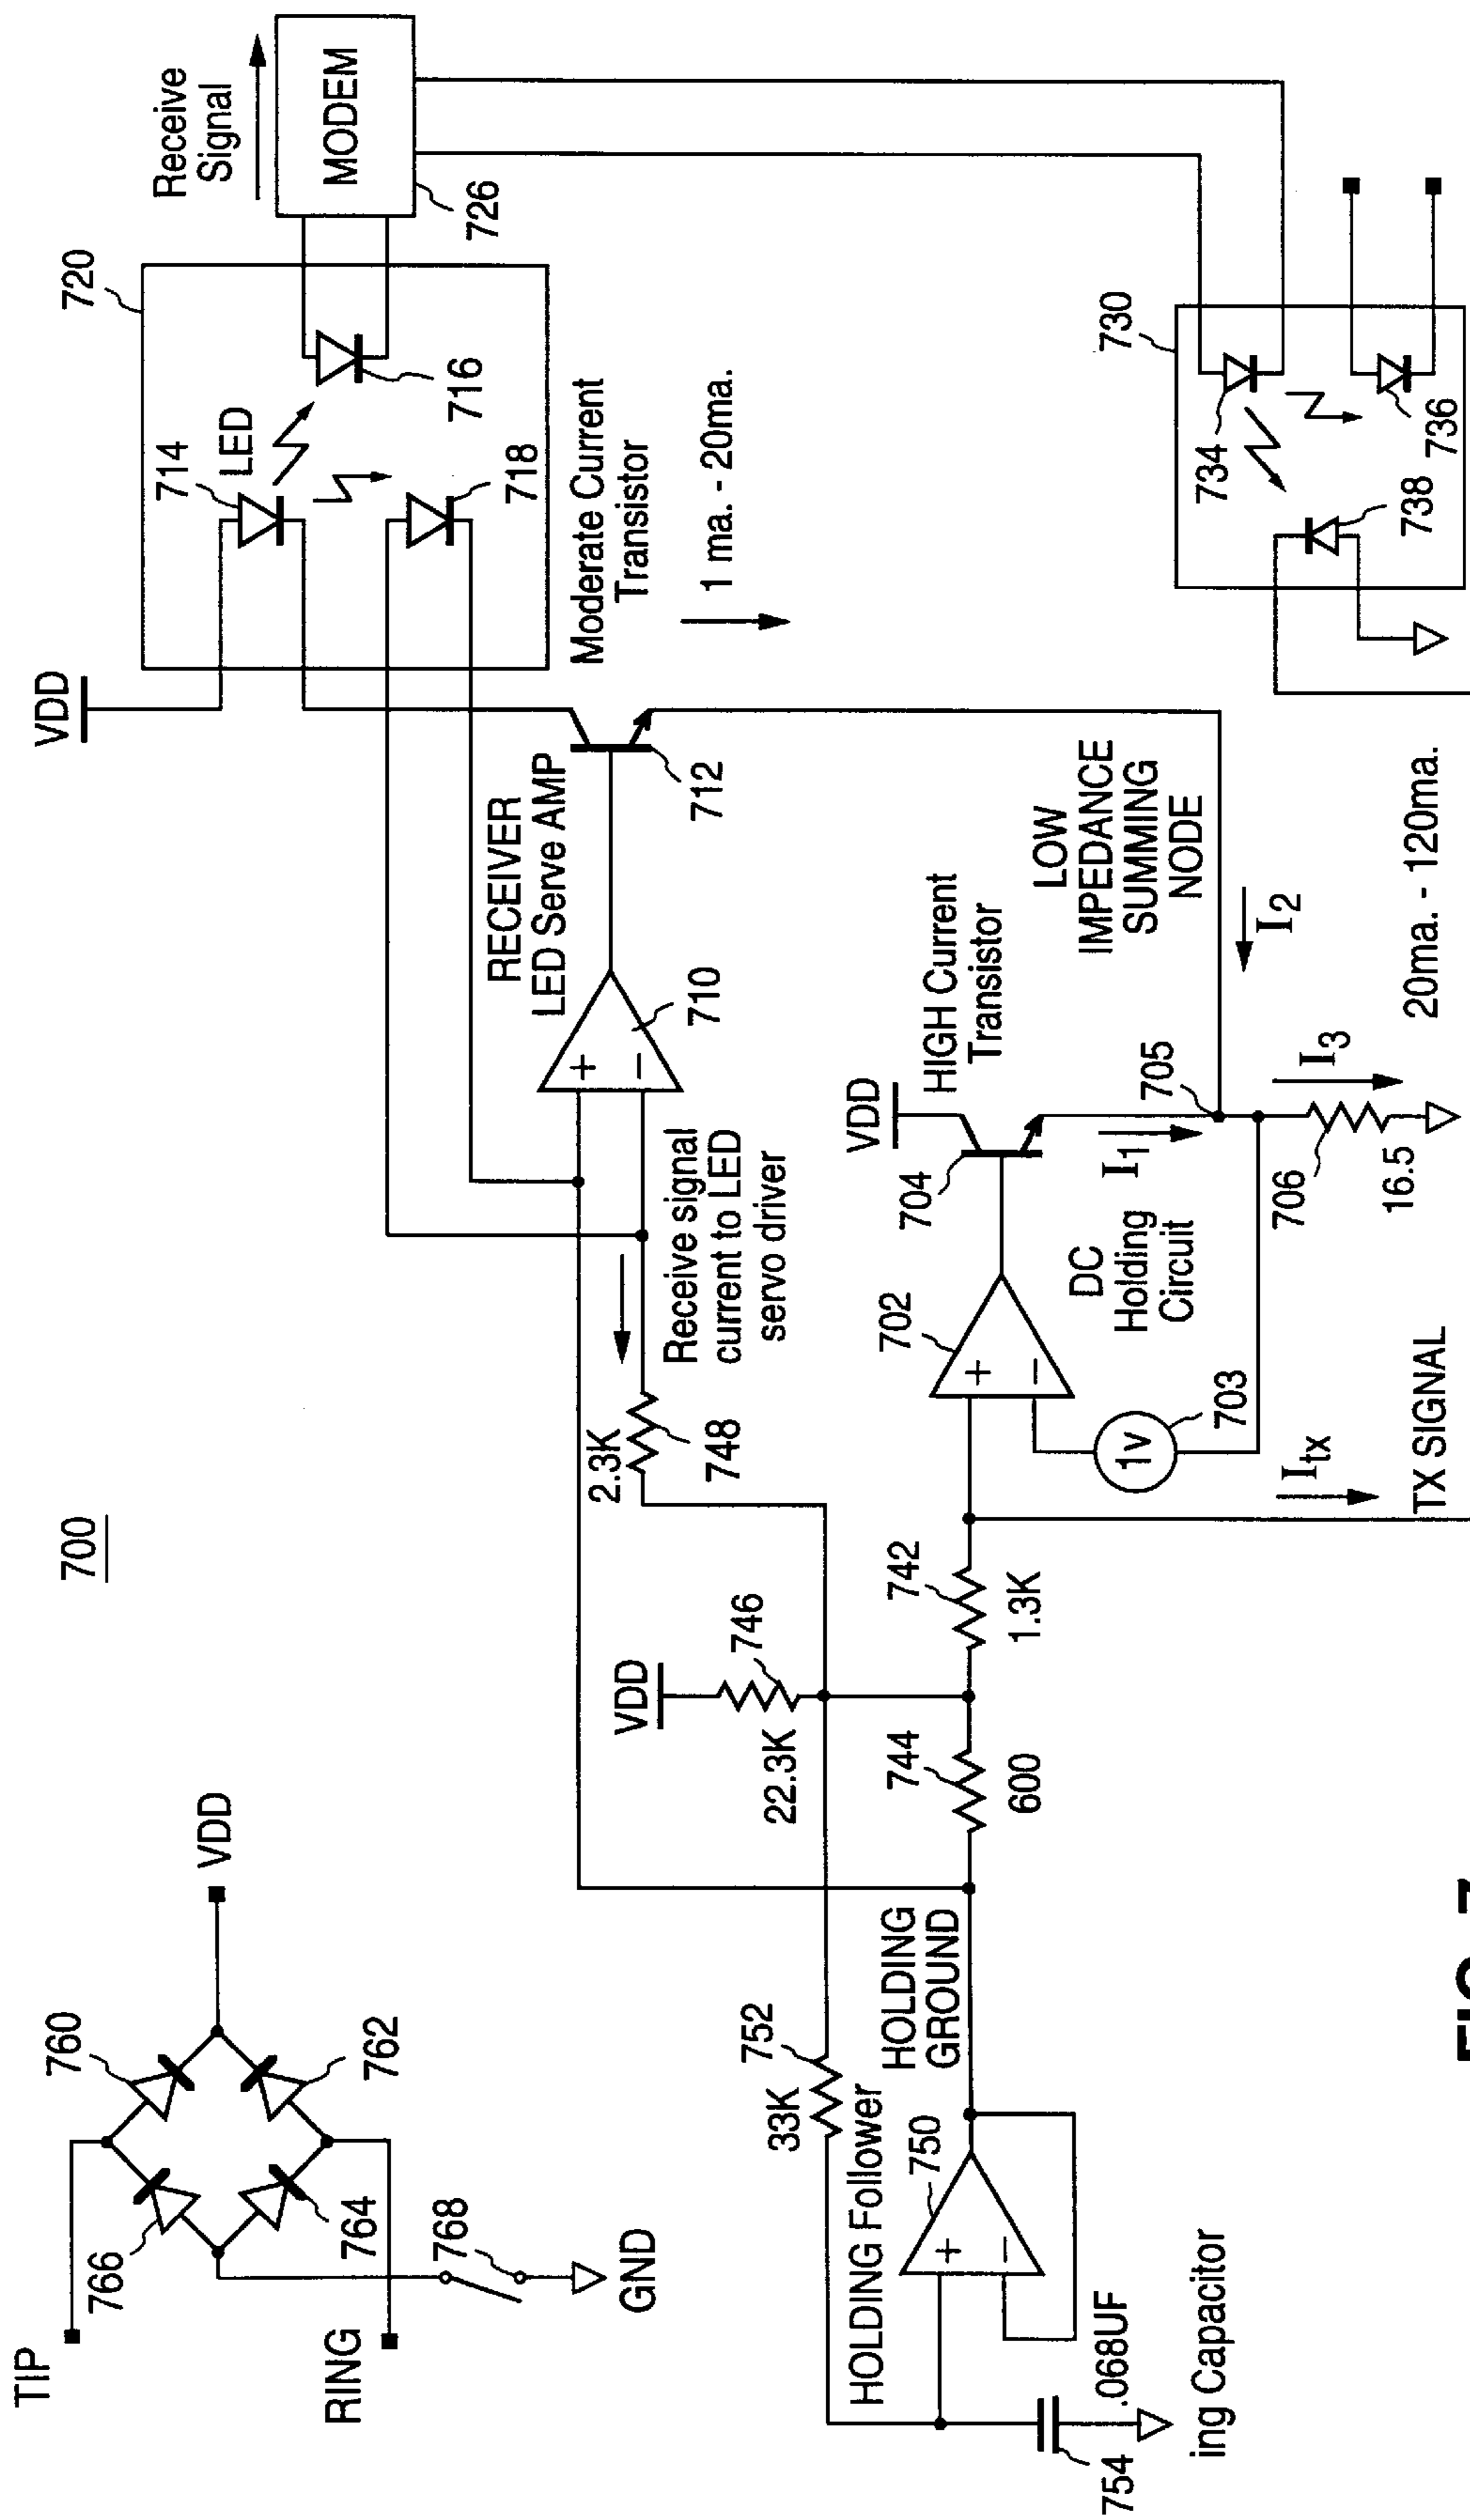 700
TIP
RING
760
762
764
766
VDD
768
GND
VDD
720
714
LED
716
718
Receive
Signal
MODEM
726
Moderate Current
Transistor
1 ma. - 20ma.
RECEIVER
LED Serve AMP
+
−
710
712
Receive signal
current to LED
servo driver
2.3K
748
VDD
746
22.3K
744
600
742
1.3K
752
33K
HOLDING
GROUND
HOLDING Follower
750
+
−
.068UF
754
ing Capacitor
702
+
−
DC
Holding
Circuit
1v
703
VDD
HIGH Current
Transistor
704
I1
705
LOW
IMPEDANCE
SUMMING
NODE
I2
I3
706
16.5
20ma. - 120ma.
Itx
TX SIGNAL
730
734
736
738